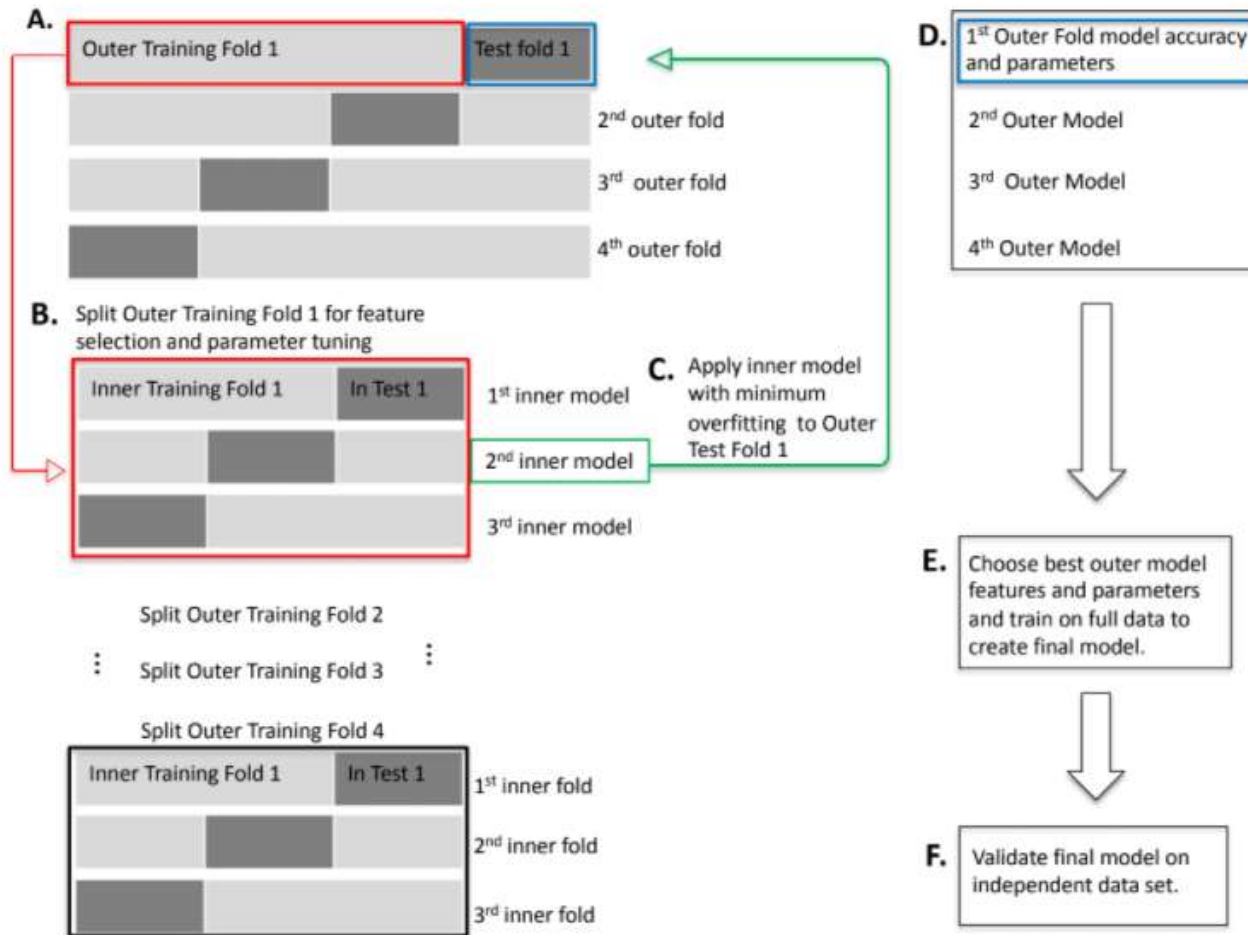 A.
Outer Training Fold 1
Test fold 1
2nd outer fold
3rd outer fold
4th outer fold
B. Split Outer Training Fold 1 for feature
selection and parameter tuning
Inner Training Fold 1
In Test 1
1st inner model
2nd inner model
3rd inner model
C. Apply inner model
with minimum
overfitting to Outer
Test Fold 1
Split Outer Training Fold 2
⋮ ⋮
Split Outer Training Fold 3
Split Outer Training Fold 4
Inner Training Fold 1
In Test 1
1st inner fold
2nd inner fold
3rd inner fold
D. 1st Outer Fold model accuracy
and parameters
2nd Outer Model
3rd Outer Model
4th Outer Model
E. Choose best outer model
features and parameters
and train on full data to
create final model.
F. Validate final model on
independent data set.